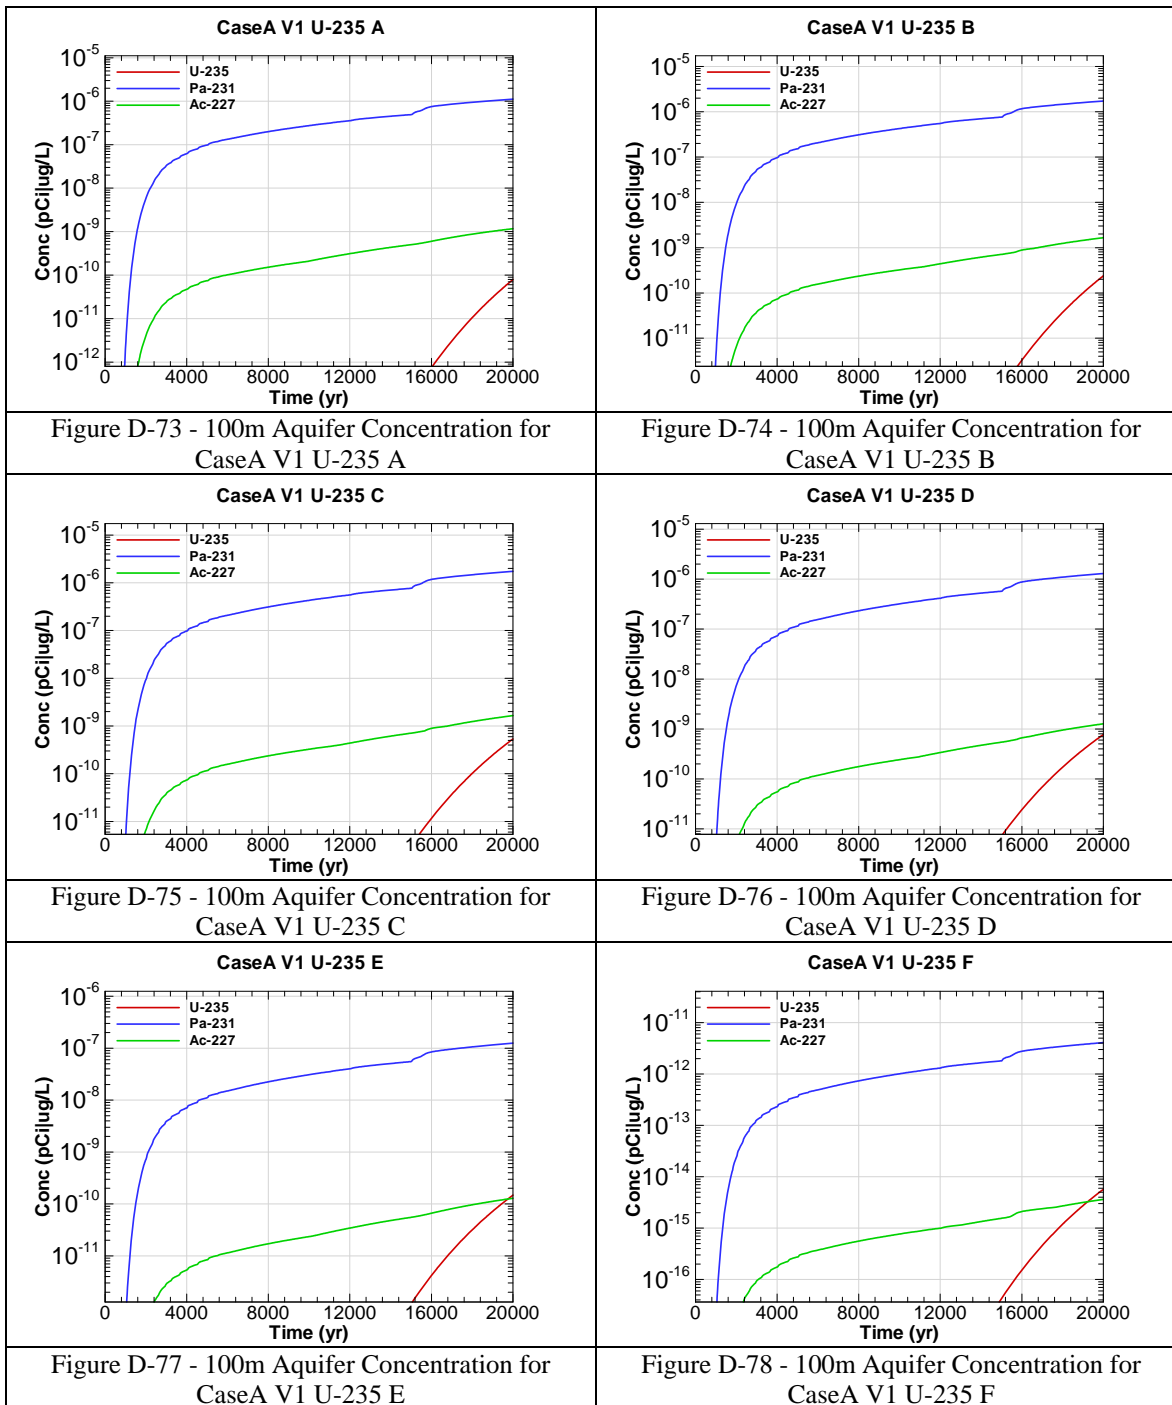 CaseA V1 U-235 A
10-5
10-6
10-7
10-8
10-9
10-10
10-11
10-12
Conc (pCi|ug/L)
U-235
Pa-231
Ac-227
0 4000 8000 12000 16000 20000
Time (yr)
Figure D-73 - 100m Aquifer Concentration for
CaseA V1 U-235 A
CaseA V1 U-235 B
10-5
10-6
10-7
10-8
10-9
10-10
10-11
Conc (pCi|ug/L)
U-235
Pa-231
Ac-227
0 4000 8000 12000 16000 20000
Time (yr)
Figure D-74 - 100m Aquifer Concentration for
CaseA V1 U-235 B
CaseA V1 U-235 C
10-5
10-6
10-7
10-8
10-9
10-10
10-11
Conc (pCi|ug/L)
U-235
Pa-231
Ac-227
0 4000 8000 12000 16000 20000
Time (yr)
Figure D-75 - 100m Aquifer Concentration for
CaseA V1 U-235 C
CaseA V1 U-235 D
10-5
10-6
10-7
10-8
10-9
10-10
10-11
Conc (pCi|ug/L)
U-235
Pa-231
Ac-227
0 4000 8000 12000 16000 20000
Time (yr)
Figure D-76 - 100m Aquifer Concentration for
CaseA V1 U-235 D
CaseA V1 U-235 E
10-6
10-7
10-8
10-9
10-10
10-11
Conc (pCi|ug/L)
U-235
Pa-231
Ac-227
0 4000 8000 12000 16000 20000
Time (yr)
Figure D-77 - 100m Aquifer Concentration for
CaseA V1 U-235 E
CaseA V1 U-235 F
10-11
10-12
10-13
10-14
10-15
10-16
Conc (pCi|ug/L)
U-235
Pa-231
Ac-227
0 4000 8000 12000 16000 20000
Time (yr)
Figure D-78 - 100m Aquifer Concentration for
CaseA V1 U-235 F